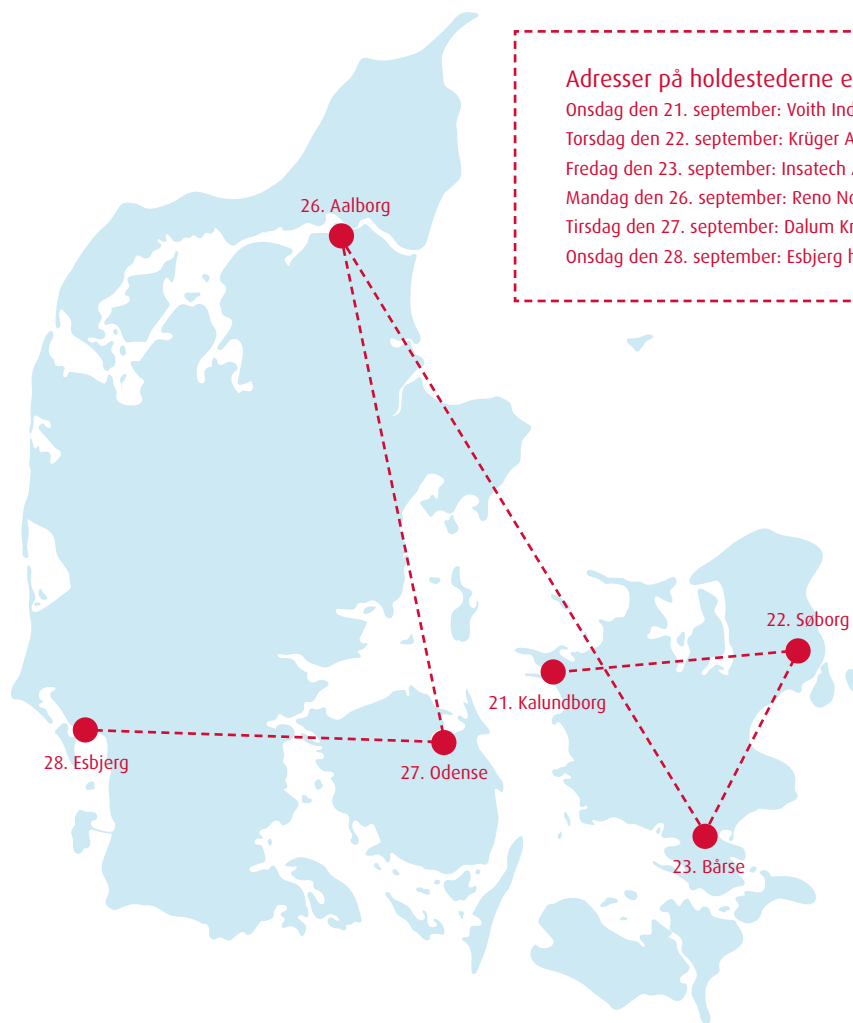 Adresser på holdestederne e
Onsdag den 21. september: Voith Ind
Torsdag den 22. september: Krüger A
Fredag den 23. september: Insatech
Mandag den 26. september: Reno No
Tirsdag den 27. september: Dalum Kr
Onsdag den 28. september: Esbjerg h
26. Aalborg
22. Søborg
21. Kalundborg
28. Esbjerg
27. Odense
23. Bårse